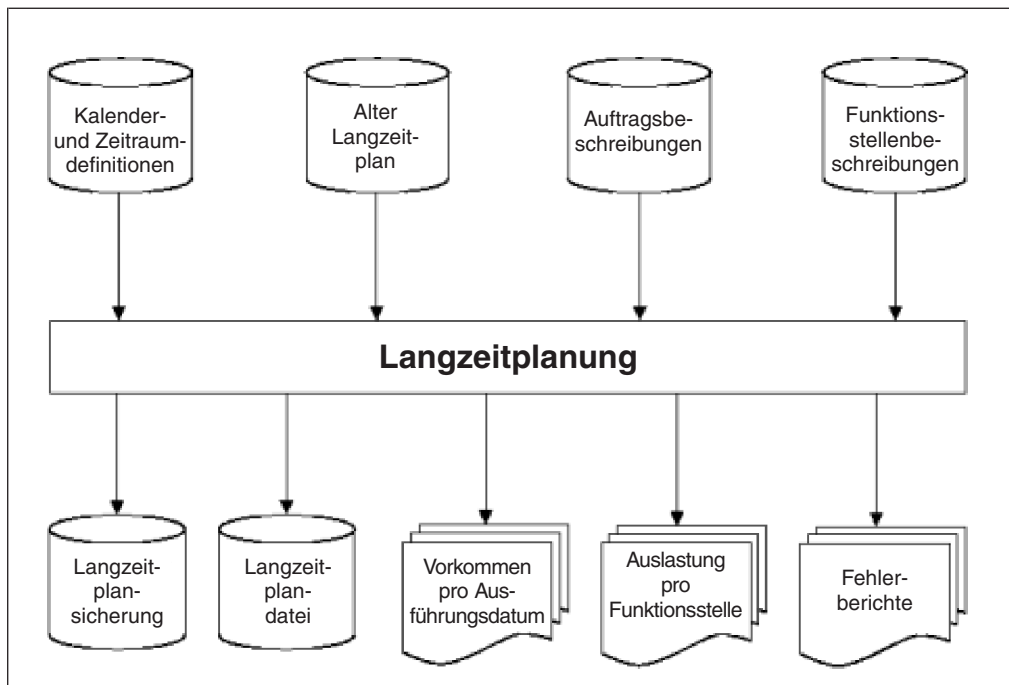 Kalender-
und Zeitraum-
definitionen
Alter
Langzeit-
plan
Auftragsbe-
schreibungen
Funktions-
stellenbe-
schreibungen
Langzeitplanung
Langzeit-
plan-
sicherung
Langzeit-
plan-
datei
Vorkommen
pro Aus-
führungsdatum
Auslastung
pro
Funktionsstelle
Fehler-
berichte